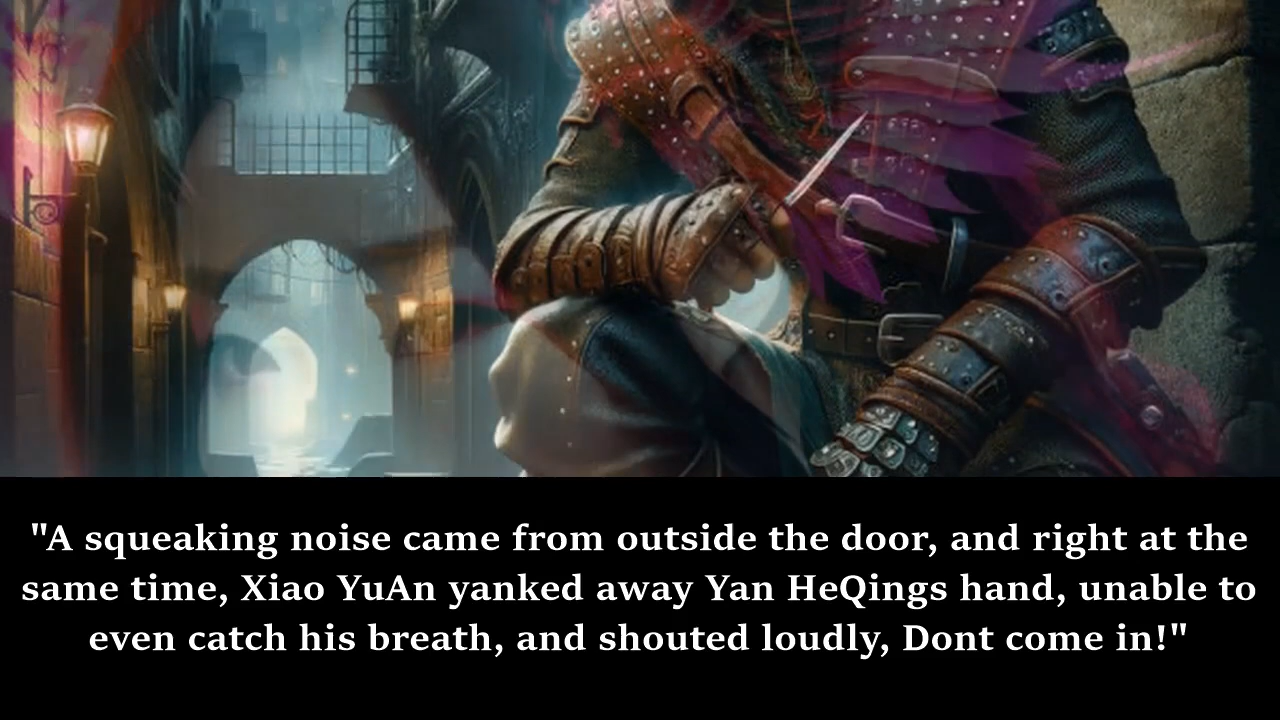 "A squeaking noise came from outside the door, and right at the
same time, Xiao YuAn yanked away Yan HeQings hand, unable to
even catch his breath, and shouted loudly, Dont come in!"